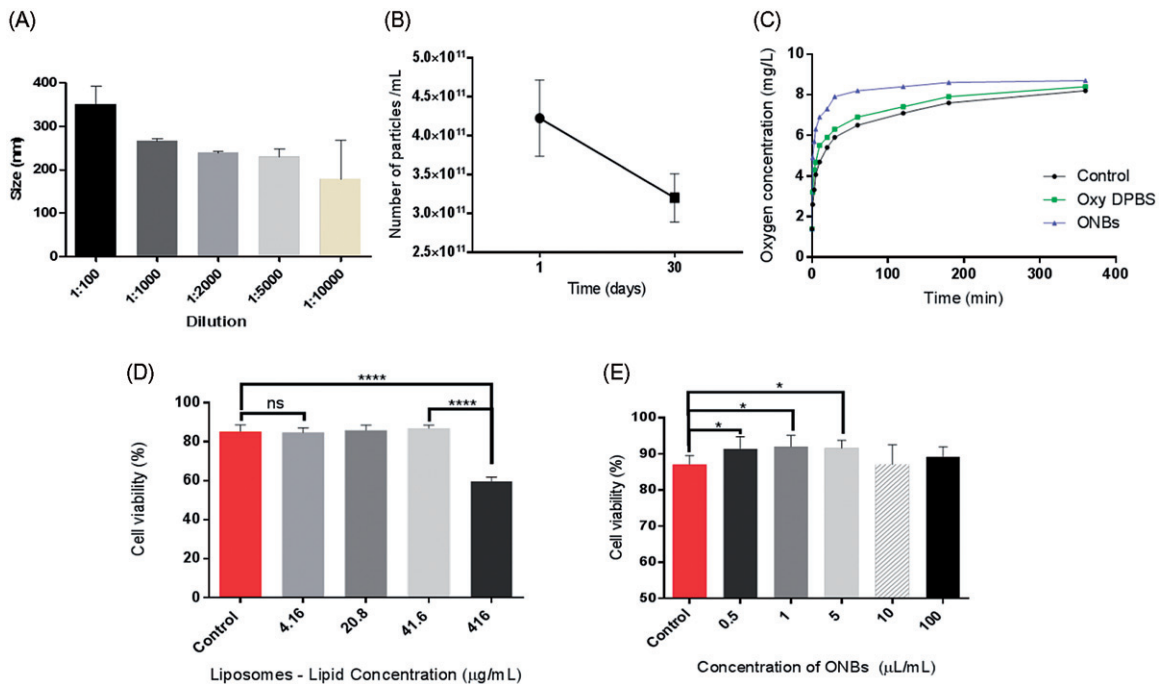 (A)
400
300
200
100
0
Size (nm)
1:100
1:1000
1:2000
1:5000
1:10000
Dilution
(B)
5.0×10¹¹
4.5×10¹¹
4.0×10¹¹
3.5×10¹¹
3.0×10¹¹
2.5×10¹¹
Number of particles /mL
1
30
Time (days)
(C)
10
8
6
4
2
0
Oxygen concentration (mg/L)
0
100
200
300
400
Time (min)
Control
Oxy DPBS
ONBs
(D)
100
80
60
40
20
0
Cell viability (%)
****
ns
****
Control
4.16
20.8
41.6
416
Liposomes - Lipid Concentration (μg/mL)
(E)
100
90
80
70
60
50
Cell viability (%)
*
*
*
Control
0.5
1
5
10
100
Concentration of ONBs (μL/mL)